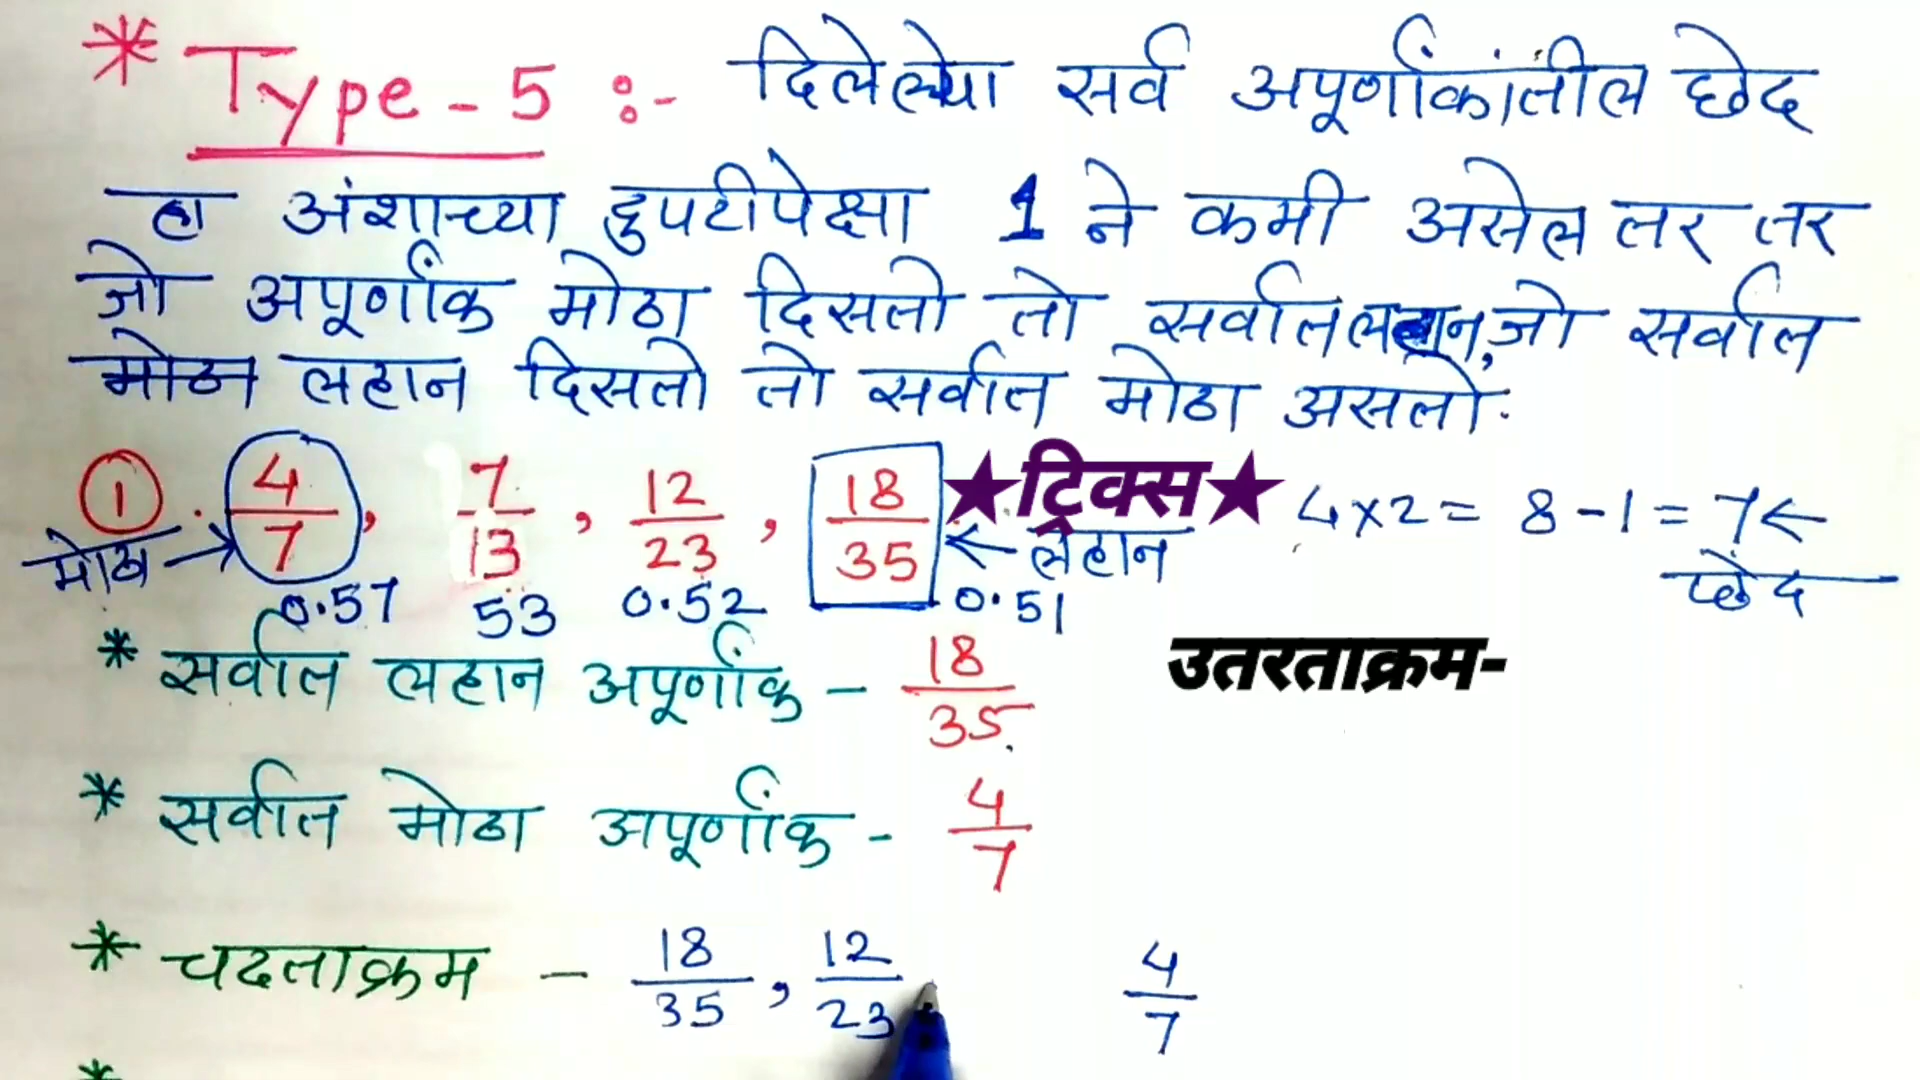 * Type - 5 :- दिलेल्या सर्व अपूर्णांकांतील छेद
हा अंशाच्या दुपटीपेक्षा 1 ने कमी असेल तर तर
जो अपूर्णांक मोठा दिसतो तो सर्वात लहान, जो सर्वात
मोठा लहान दिसतो तो सर्वात मोठा असतो.
① . 4/7 , 7/13 , 12/23 , 18/35 ★ट्रिक्स★ 4x2 = 8 - 1 = 7 ←
मोठा → ← लहान छेद
0.57 53 0.52 0.51
* सर्वात लहान अपूर्णांक - 18/35
उतरताक्रम-
* सर्वात मोठा अपूर्णांक - 4/7
* चढताक्रम - 18/35 , 12/23 4/7
*